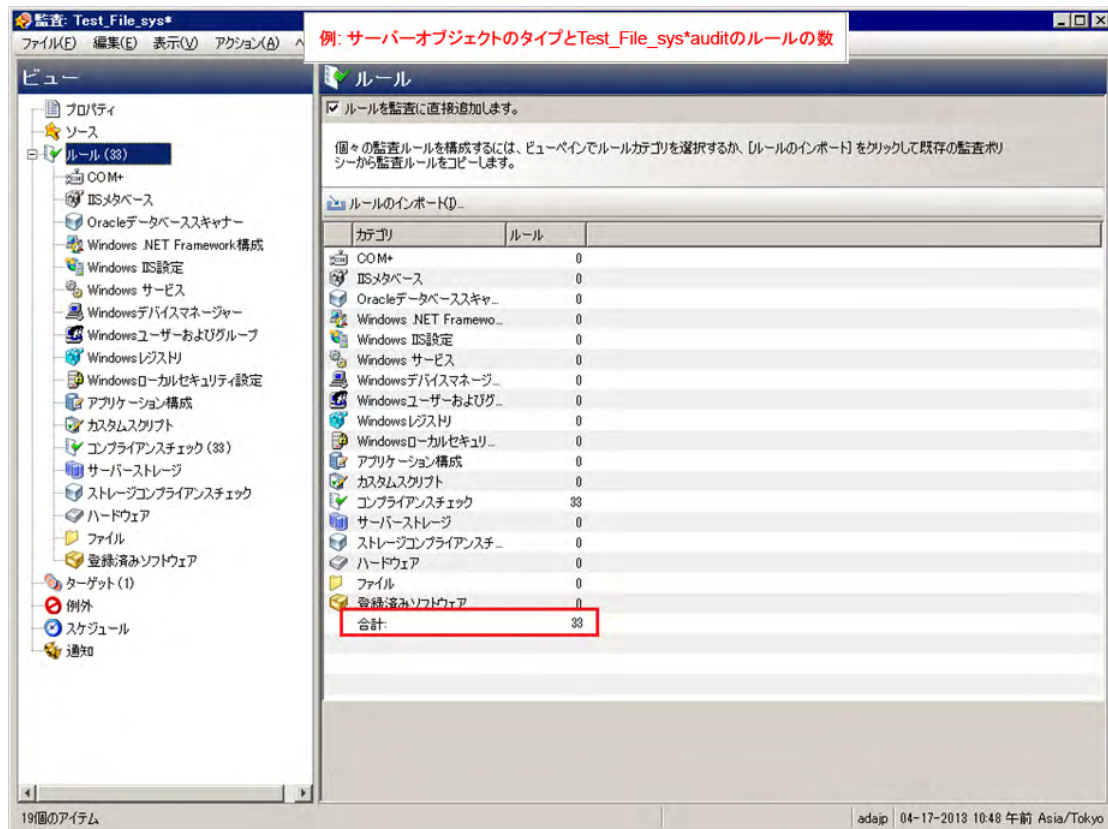 監査: Test_File_sys*
ファイル(F) 編集(E) 表示(V) アクション(A) ヘ
例: サーバーオブジェクトのタイプとTest_File_sys*auditのルールの数
ビュー
プロパティ
ソース
ルール (33)
COM+
IISメタベース
Oracleデータベーススキャナー
Windows .NET Framework構成
Windows IIS設定
Windows サービス
Windowsデバイスマネージャー
Windowsユーザーおよびグループ
Windowsレジストリ
Windowsローカルセキュリティ設定
アプリケーション構成
カスタムスクリプト
コンプライアンスチェック (33)
サーバーストレージ
ストレージコンプライアンスチェック
ハードウェア
ファイル
登録済みソフトウェア
ターゲット (1)
例外
スケジュール
通知
ルール
ルールを監査に直接追加します。
個々の監査ルールを構成するには、ビューペインでルールカテゴリを選択するか、[ルールのインポート] をクリックして既存の監査ポリ
シーから監査ルールをコピーします。
ルールのインポート(I)...
カテゴリ ルール
COM+ 0
IISメタベース 0
Oracleデータベーススキャ... 0
Windows .NET Framewo... 0
Windows IIS設定 0
Windows サービス 0
Windowsデバイスマネージ... 0
Windowsユーザーおよびグ... 0
Windowsレジストリ 0
Windowsローカルセキュリ... 0
アプリケーション構成 0
カスタムスクリプト 0
コンプライアンスチェック 33
サーバーストレージ 0
ストレージコンプライアンスチ... 0
ハードウェア 0
ファイル 0
登録済みソフトウェア 0
合計: 33
19個のアイテム
adajp 04-17-2013 10:48 午前 Asia/Tokyo